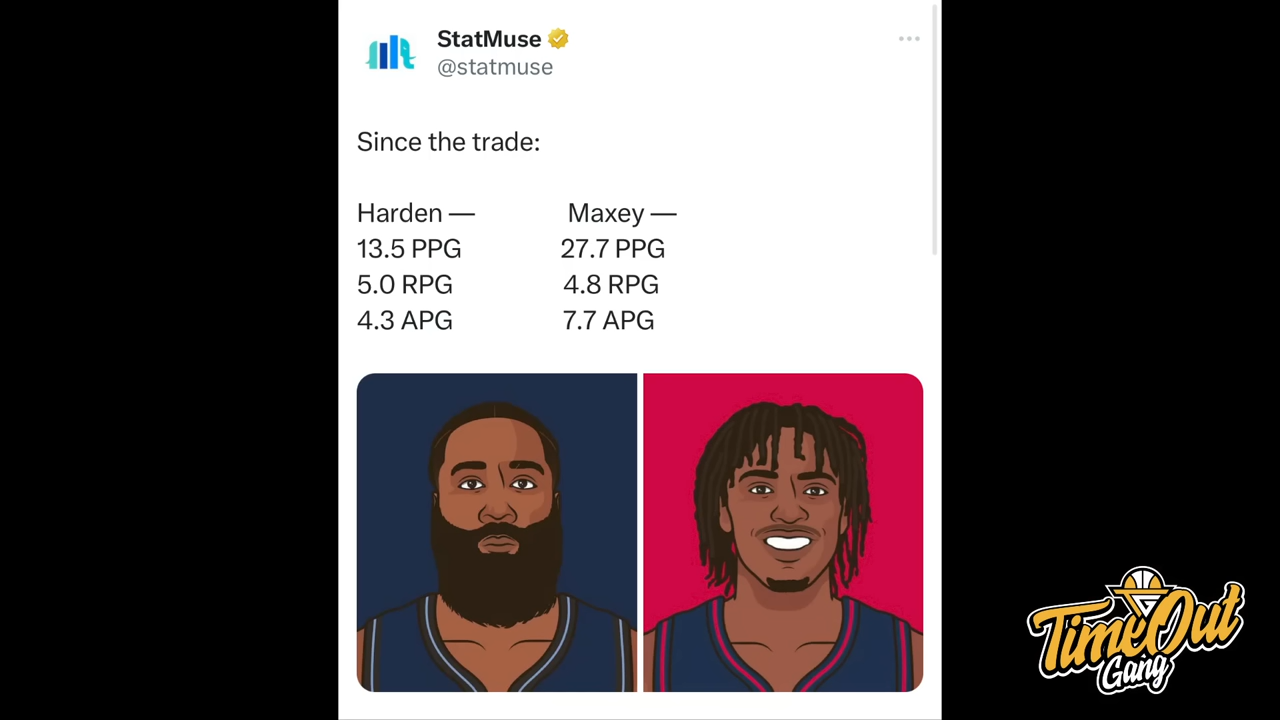 StatMuse
@statmuse
Since the trade:
Harden — Maxey —
13.5 PPG 27.7 PPG
5.0 RPG 4.8 RPG
4.3 APG 7.7 APG
TimeOut
Gang